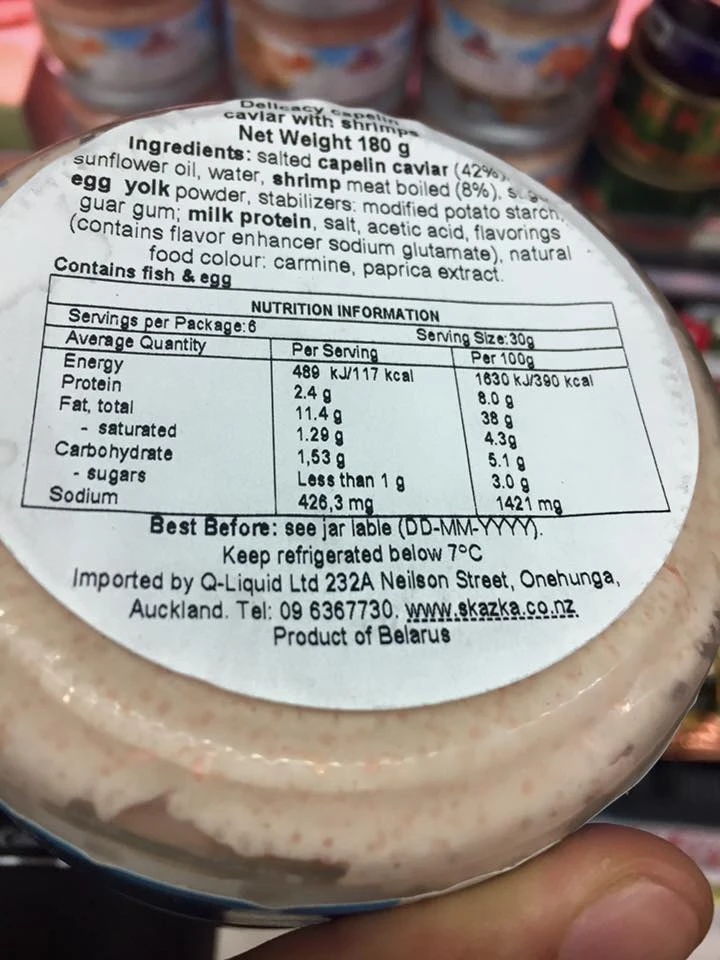 Delicacy capelin
caviar with shrimps
Net Weight 180 g
Ingredients: salted capelin caviar (42%),
sunflower oil, water, shrimp meat boiled (8%),
egg yolk powder, stabilizers: modified potato starch,
guar gum; milk protein, salt, acetic acid, flavorings
(contains flavor enhancer sodium glutamate), natural
food colour: carmine, paprica extract.
Contains fish & egg
NUTRITION INFORMATION
Servings per Package:6 Serving Size:30g
Average Quantity Per Serving Per 100g
Energy 489 kJ/117 kcal 1630 kJ/390 kcal
Protein 2.4 g 8.0 g
Fat, total 11.4 g 38 g
- saturated 1.29 g 4.3g
Carbohydrate 1,53 g 5.1 g
- sugars Less than 1 g 3.0 g
Sodium 426,3 mg 1421 mg
Best Before: see jar lable (DD-MM-YYYY).
Keep refrigerated below 7°C
Imported by Q-Liquid Ltd 232A Neilson Street, Onehunga,
Auckland. Tel: 09 6367730. www.skazka.co.nz
Product of Belarus